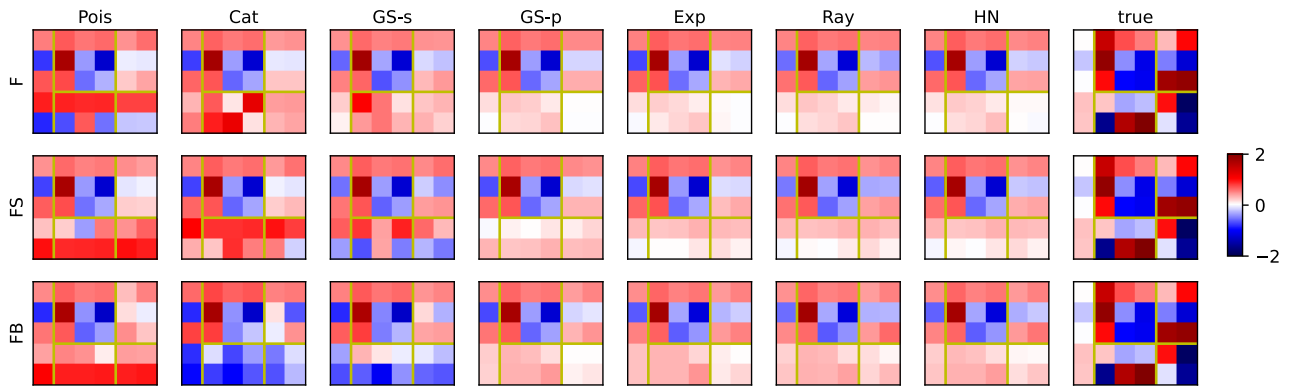 Pois Cat GS-s GS-p Exp Ray HN true
F
FS
FB
2
0
−2